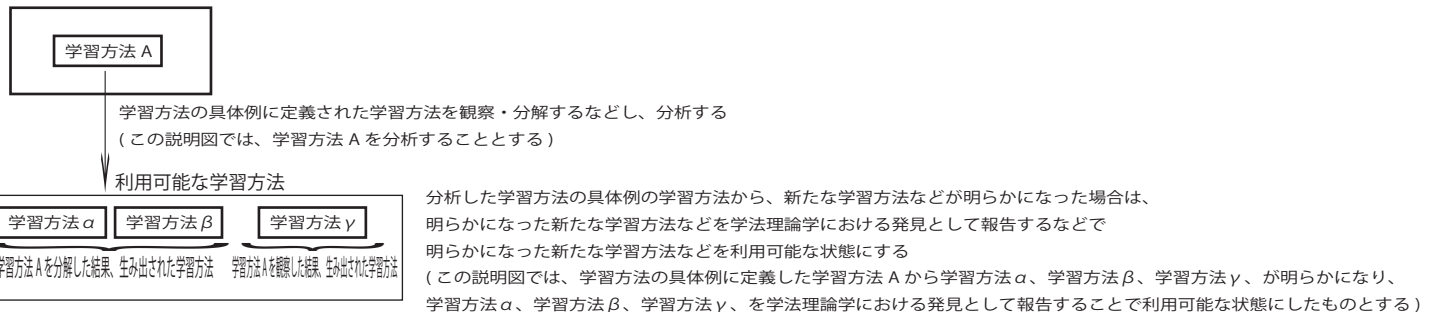 学習方法 A
学習方法の具体例に定義された学習方法を観察・分解するなどし、分析する
( この説明図では、学習方法 A を分析することとする )
利用可能な学習方法
学習方法α 学習方法β 学習方法γ
学習方法 A を分解した結果、生み出された学習方法 学習方法 A を観察した結果、生み出された学習方法
分析した学習方法の具体例の学習方法から、新たな学習方法などが明らかになった場合は、
明らかになった新たな学習方法などを学法理論学における発見として報告するなどで
明らかになった新たな学習方法などを利用可能な状態にする
( この説明図では、学習方法の具体例に定義した学習方法 A から学習方法α、学習方法β、学習方法γ、が明らかになり、
学習方法α、学習方法β、学習方法γ、を学法理論学における発見として報告することで利用可能な状態にしたものとする )